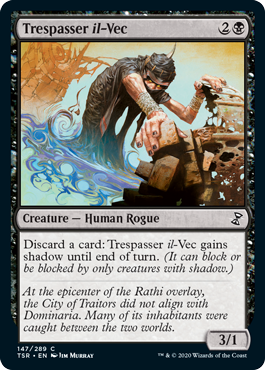 Trespasser il-Vec 2
Creature — Human Rogue
Discard a card: Trespasser il-Vec gains
shadow until end of turn. (It can block or
be blocked by only creatures with shadow.)
At the epicenter of the Rathi overlay,
the City of Traitors did not align with
Dominaria. Many of its inhabitants were
caught between the two worlds.
3/1
147/289 C
TSR • EN Jim Murray
™ & © 2020 Wizards of the Coast